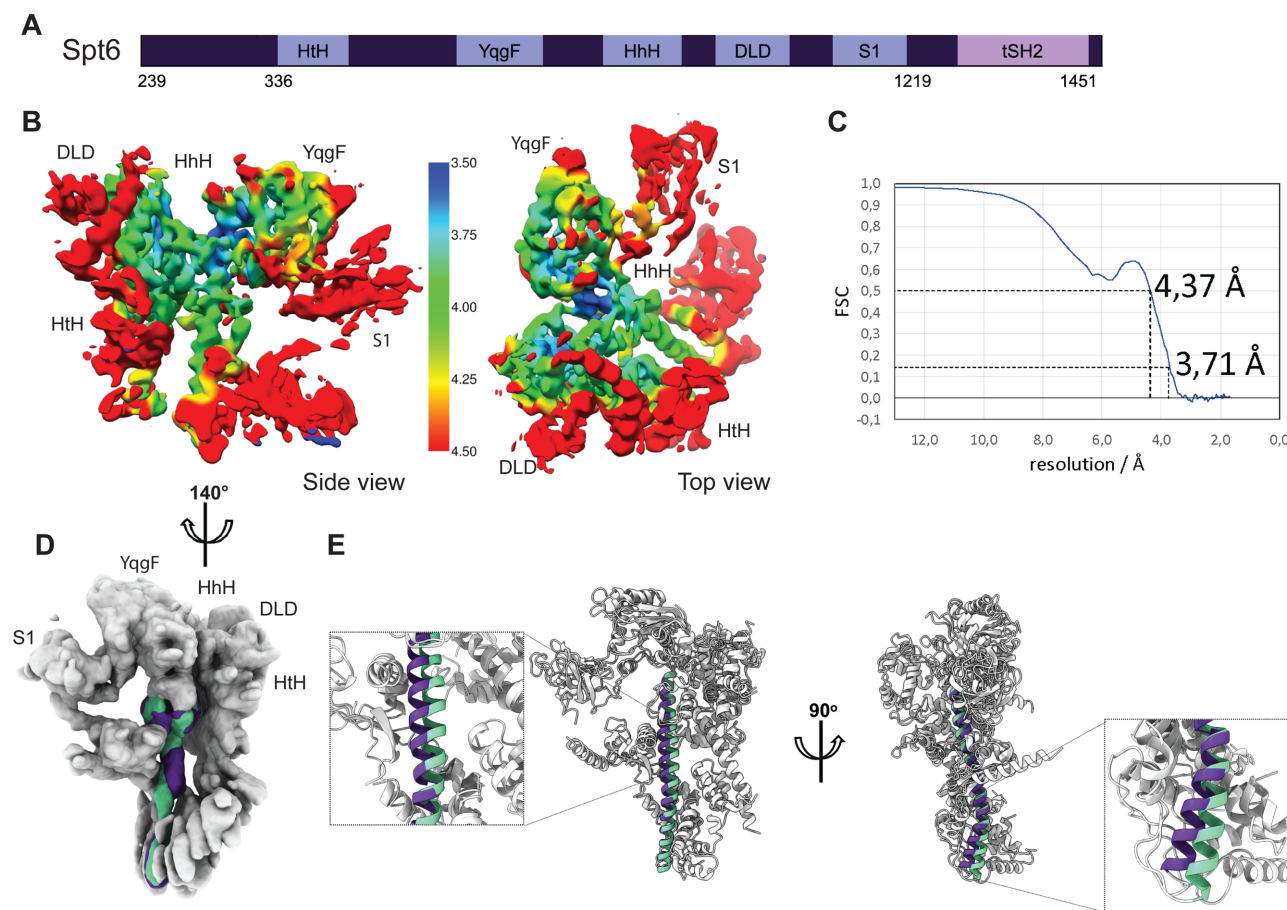 A
Spt6
HtH
YqgF
HhH
DLD
S1
tSH2
239
336
1219
1451
B
DLD
HhH
YqgF
HtH
S1
Side view
3.50
3.75
4.00
4.25
4.50
YqgF
S1
HhH
HtH
DLD
Top view
C
1,0
0,9
0,8
0,7
0,6
0,5
0,4
0,3
0,2
0,1
0,0
-0,1
FSC
4,37 Å
3,71 Å
12,0
10,0
8,0
6,0
4,0
2,0
0,0
resolution / Å
140°
D
YqgF
HhH
DLD
S1
HtH
E
90°